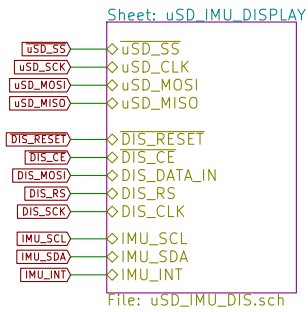 Sheet: uSD_IMU_DISPLAY
uSD_SS uSD_SS
uSD_SCK uSD_CLK
uSD_MOSI uSD_MOSI
uSD_MISO uSD_MISO
DIS_RESET DIS_RESET
DIS_CE DIS_CE
DIS_MOSI DIS_DATA_IN
DIS_RS DIS_RS
DIS_SCK DIS_CLK
IMU_SCL IMU_SCL
IMU_SDA IMU_SDA
IMU_INT IMU_INT
File: uSD_IMU_DIS.sch